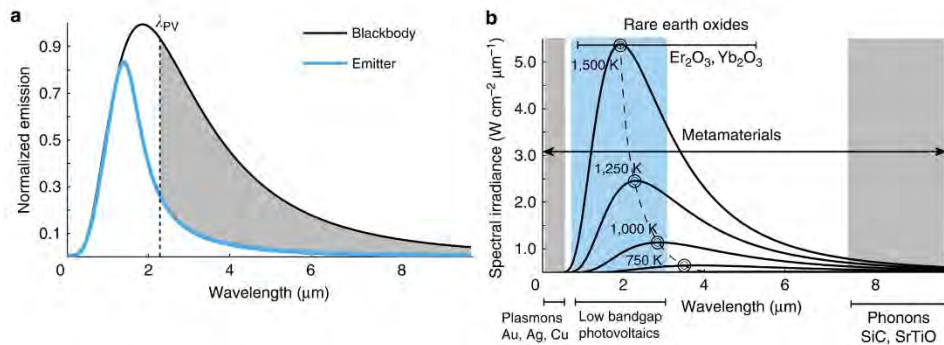 a
λPV
0.9
0.7
0.5
0.3
0.1
Normalized emission
Blackbody
Emitter
0 2 4 6 8
Wavelength (μm)
b
Rare earth oxides
Er2O3, Yb2O3
1,500 K
Metamaterials
1,250 K
1,000 K
750 K
5.0
4.0
3.0
2.0
1.0
Spectral irradiance (W cm−2 μm−1)
0 2 4 6 8
Wavelength (μm)
Plasmons
Au, Ag, Cu
Low bandgap
photovoltaics
Phonons
SiC, SrTiO